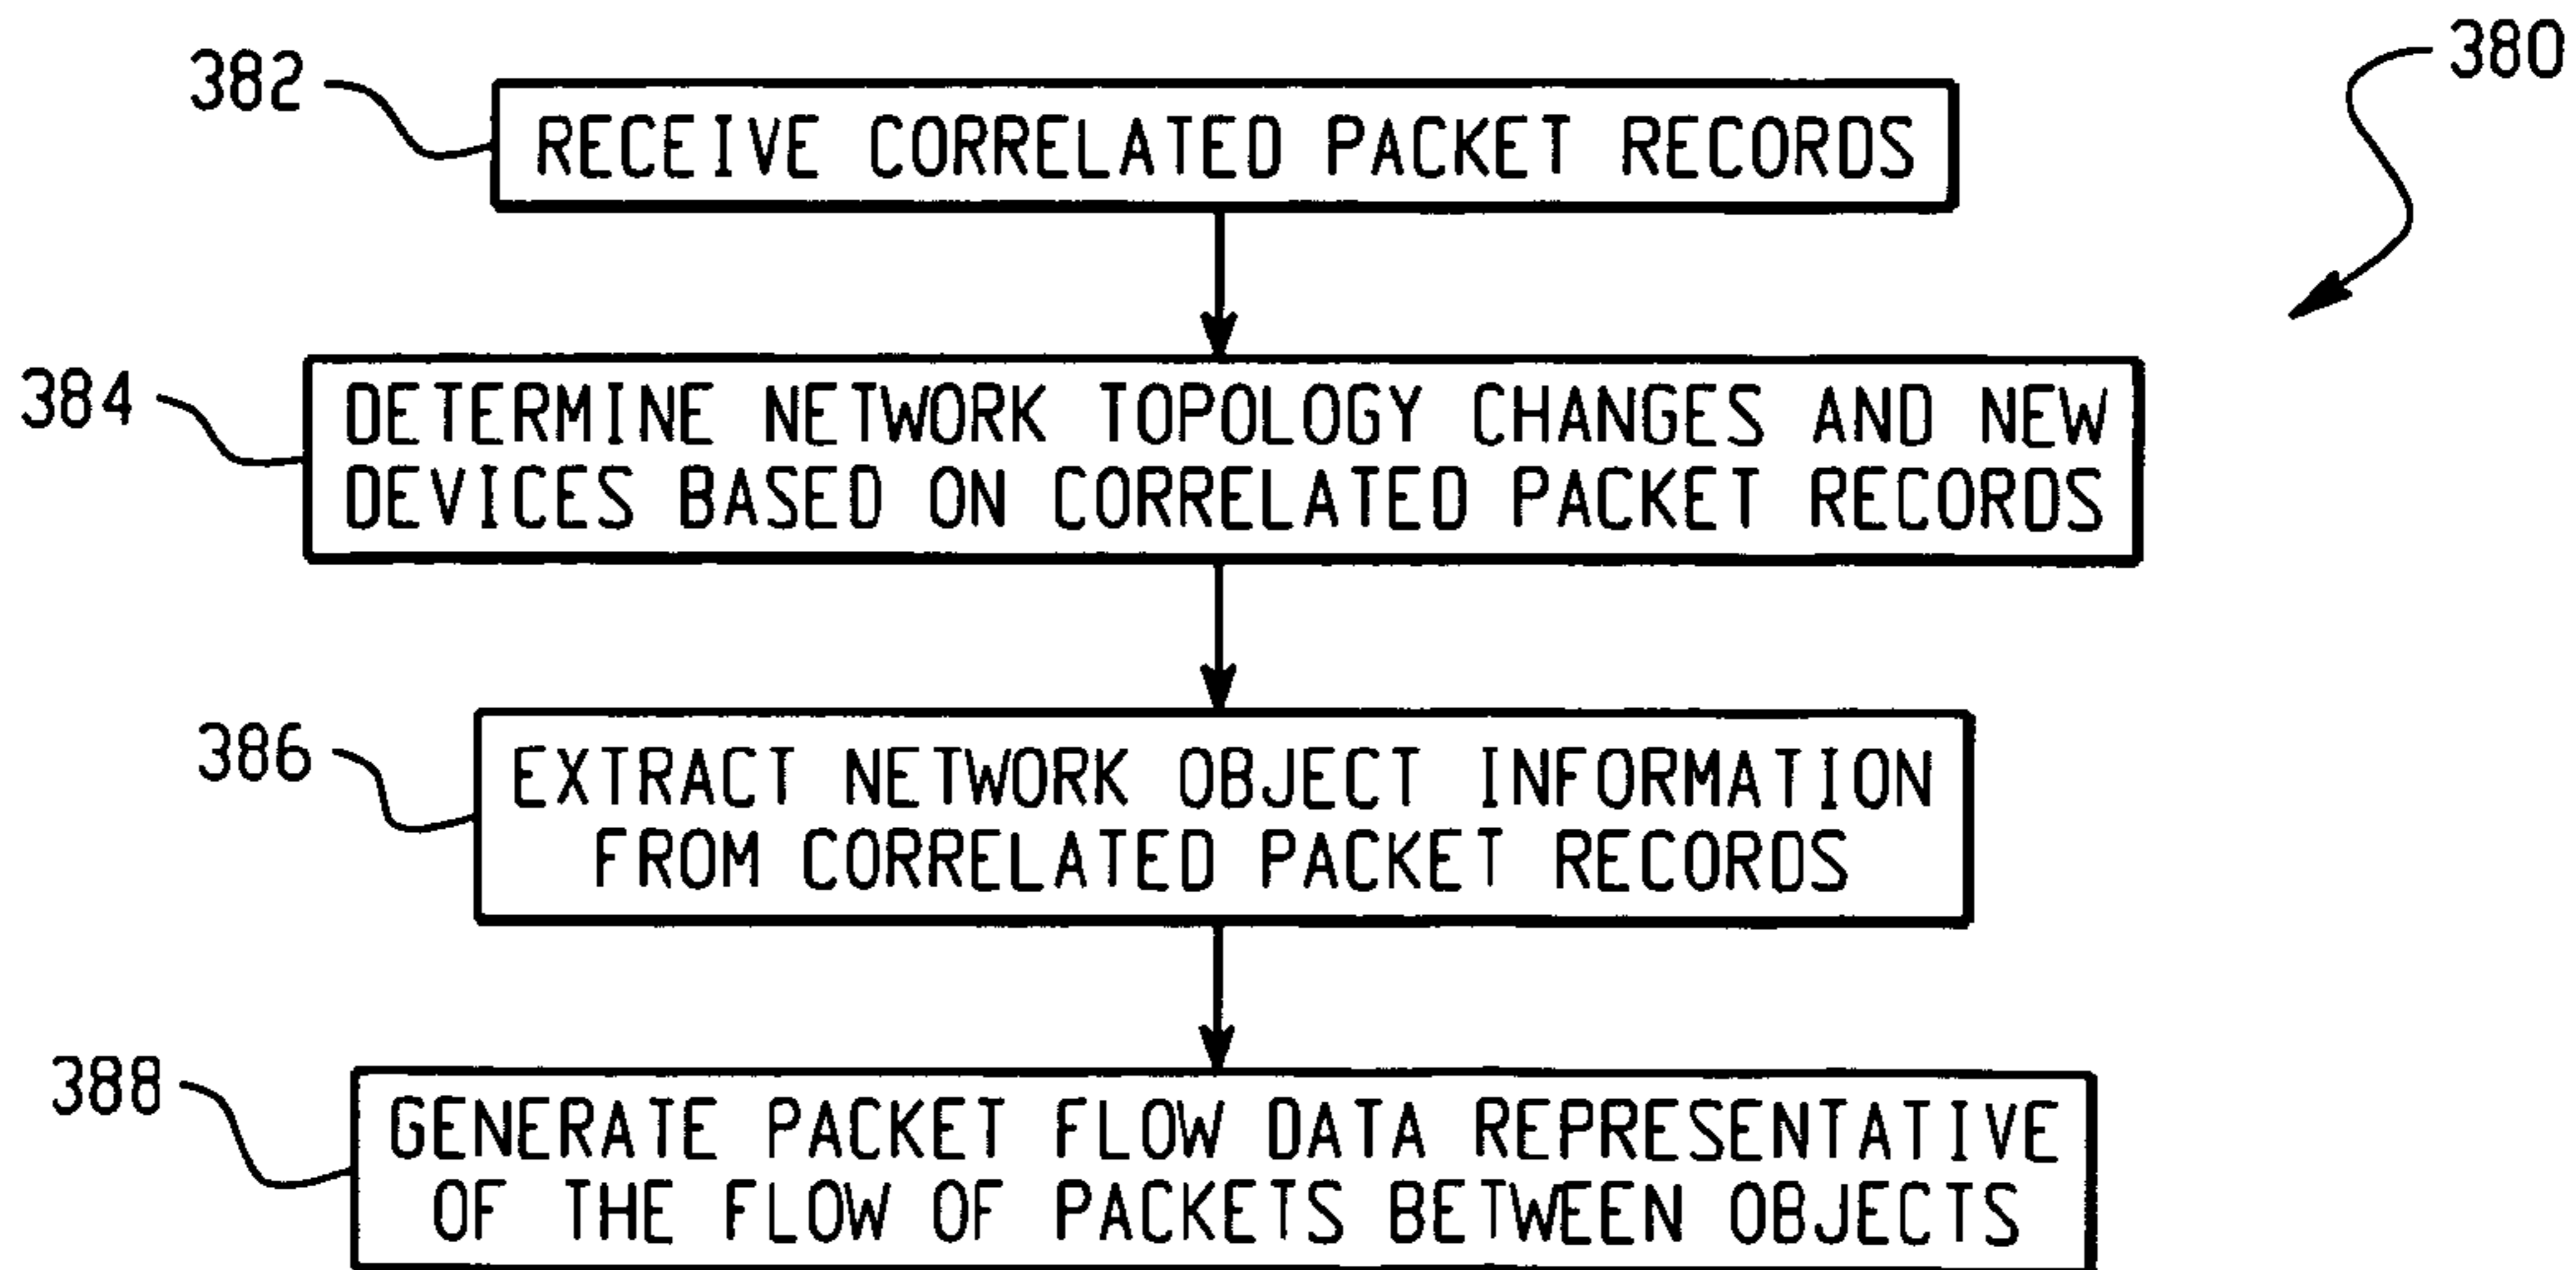 380
382
RECEIVE CORRELATED PACKET RECORDS
384
DETERMINE NETWORK TOPOLOGY CHANGES AND NEW
DEVICES BASED ON CORRELATED PACKET RECORDS
386
EXTRACT NETWORK OBJECT INFORMATION
FROM CORRELATED PACKET RECORDS
388
GENERATE PACKET FLOW DATA REPRESENTATIVE
OF THE FLOW OF PACKETS BETWEEN OBJECTS